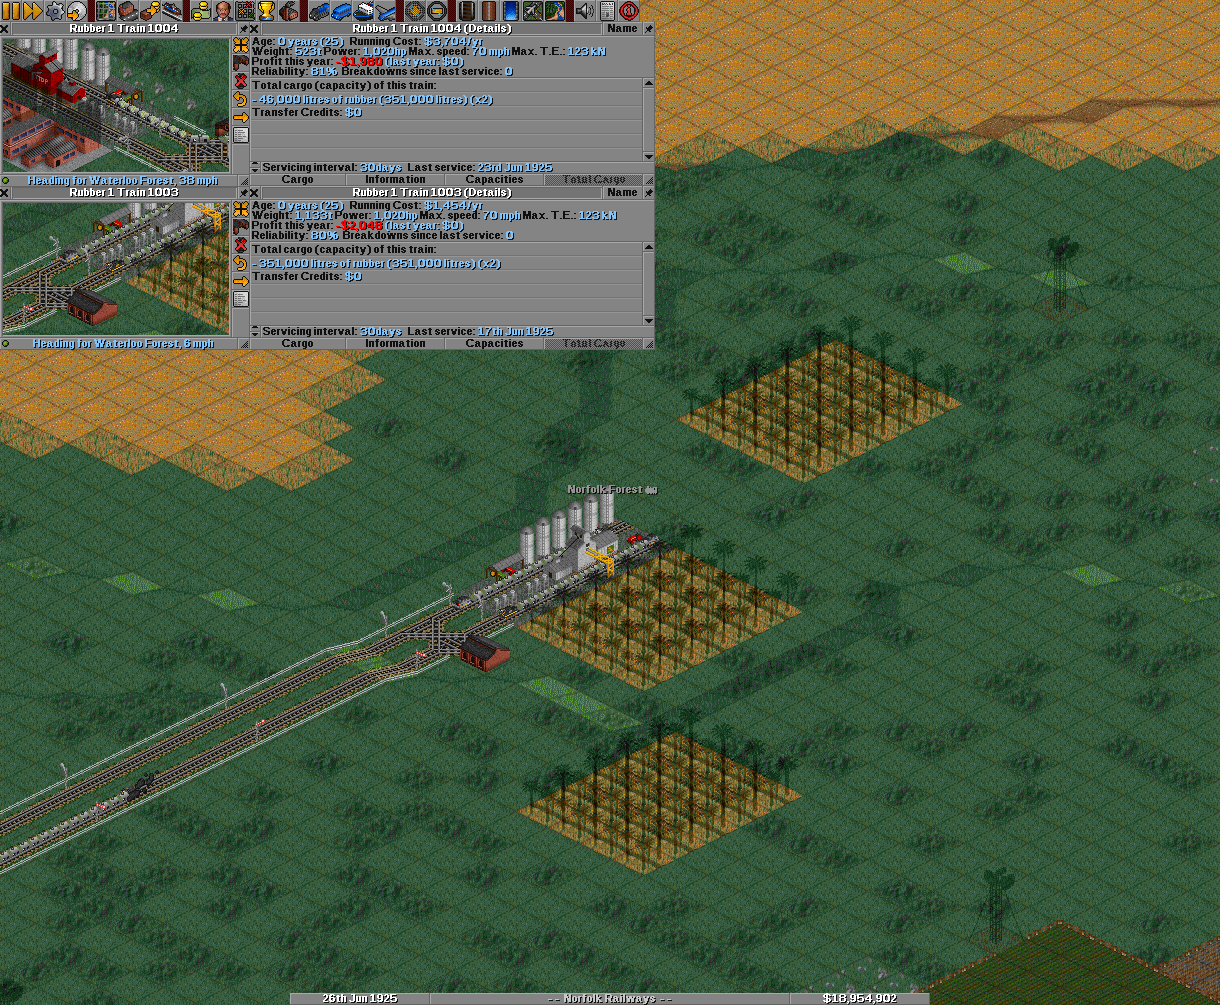 Rubber 1 Train 1004
Rubber 1 Train 1004 (Details)
Name
Age: 0 years (25) Running Cost: $3,704/yr
Weight: 523t Power: 1,020hp Max. speed: 70 mph Max. T.E.: 123 kN
Profit this year: -$1,980 (last year: $0)
Reliability: 81% Breakdowns since last service: 0
Total cargo (capacity) of this train:
- 46,000 litres of rubber (351,000 litres) (x2)
Transfer Credits: $0
Servicing interval: 30days Last service: 23rd Jun 1925
Heading for Waterloo Forest, 38 mph
Cargo
Information
Capacities
Total Cargo
Rubber 1 Train 1003
Rubber 1 Train 1003 (Details)
Name
Age: 0 years (25) Running Cost: $1,454/yr
Weight: 1,133t Power: 1,020hp Max. speed: 70 mph Max. T.E.: 123 kN
Profit this year: -$2,048 (last year: $0)
Reliability: 80% Breakdowns since last service: 0
Total cargo (capacity) of this train:
- 351,000 litres of rubber (351,000 litres) (x2)
Transfer Credits: $0
Servicing interval: 30days Last service: 17th Jun 1925
Heading for Waterloo Forest, 6 mph
Cargo
Information
Capacities
Total Cargo
Norfolk Forest
26th Jun 1925
-- Norfolk Railways --
$18,954,902